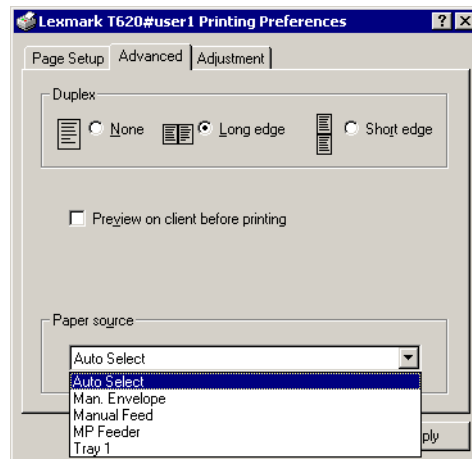 Lexmark T620#user1 Printing Preferences
Page Setup Advanced Adjustment
Duplex
None Long edge Short edge
Preview on client before printing
Paper source
Auto Select
Auto Select
Man. Envelope
Manual Feed
MP Feeder
Tray 1